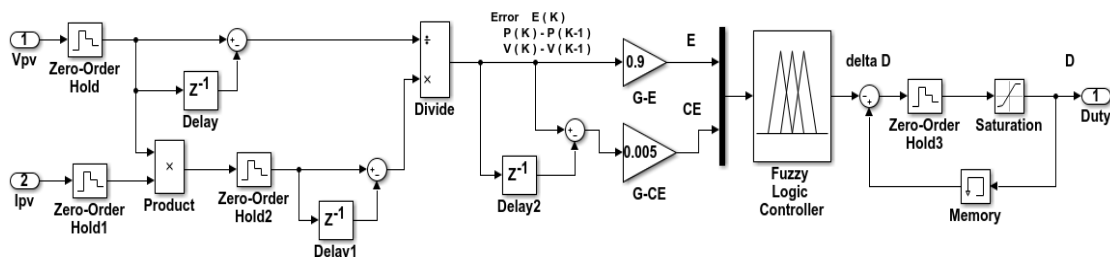 1
Vpv
Zero-Order
Hold
Z-1
Delay
+
-
2
Ipv
Zero-Order
Hold1
×
Product
Zero-Order
Hold2
Z-1
Delay1
+
-
÷
×
Divide
Error E ( K )
P ( K ) - P ( K-1 )
V ( K ) - V ( K-1 )
Z-1
Delay2
+
-
0.9
G-E
0.005
G-CE
E
CE
Fuzzy
Logic
Controller
delta D
-
+
Zero-Order
Hold3
Saturation
D
1
Duty
Memory